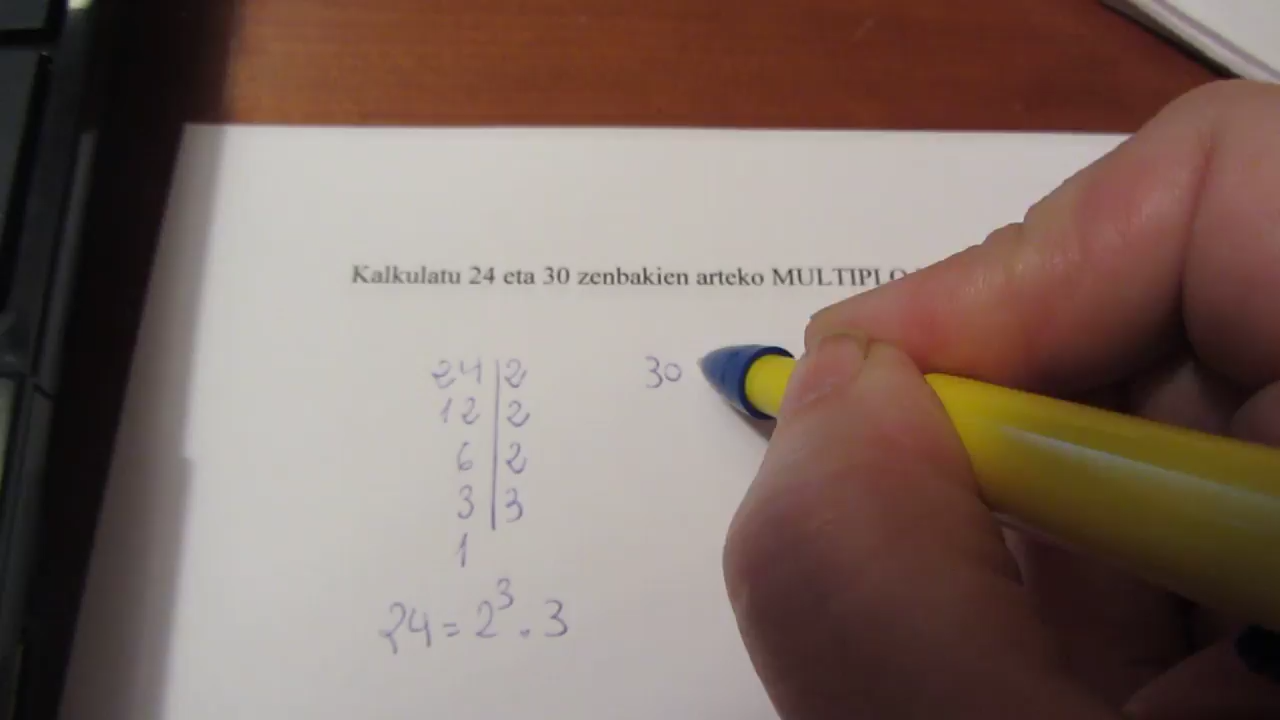 Kalkulatu 24 eta 30 zenbakien arteko
24 | 2
12 | 2
6 | 2
3 | 3
1
24 = 2³ . 3
30